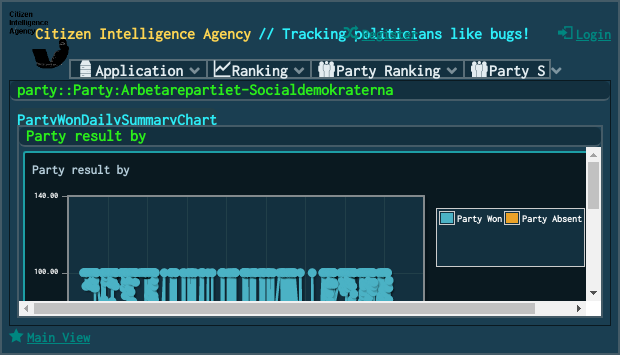 Citizen
Intelligence
Agency
Citizen Intelligence Agency // Tracking politicians like bugs!
Register
Login
Application
Ranking
Party Ranking
Party S
party::Party:Arbetarepartiet-Socialdemokraterna
PartyWonDailySummaryChart
Party result by
Party result by
140.00
Party Won
Party Absent
100.00
Main View